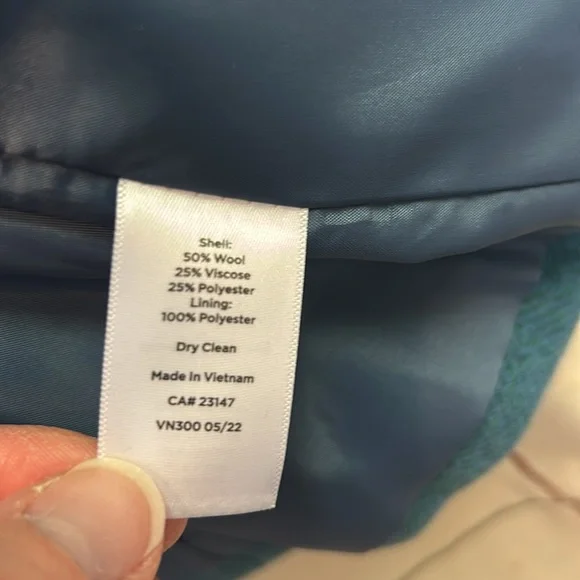 Shell:
50% Wool
25% Viscose
25% Polyester
Lining:
100% Polyester
Dry Clean
Made In Vietnam
CA# 23147
VN300 05/22